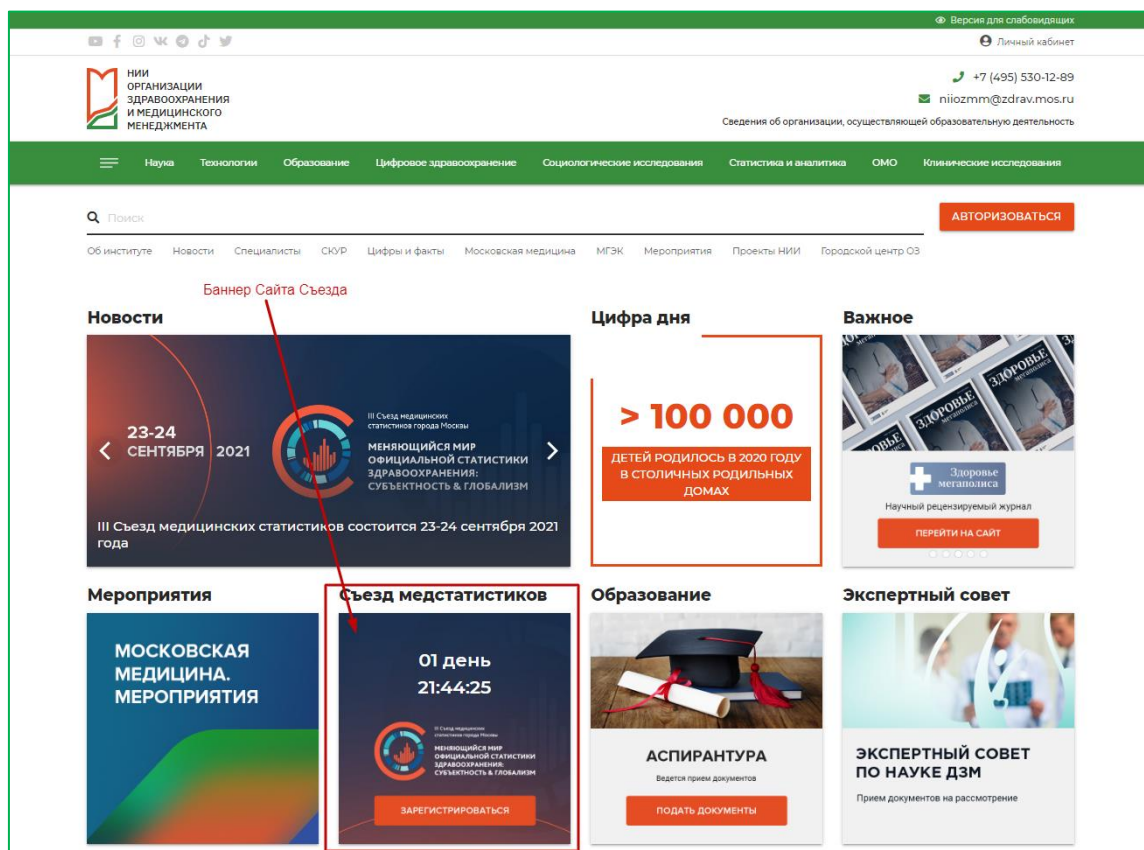 Версия для слабовидящих
Личный кабинет
НИИ
ОРГАНИЗАЦИИ
ЗДРАВООХРАНЕНИЯ
И МЕДИЦИНСКОГО
МЕНЕДЖМЕНТА
+7 (495) 530-12-89
niiozmm@zdrav.mos.ru
Сведения об организации, осуществляющей образовательную деятельность
Наука Технологии Образование Цифровое здравоохранение Социологические исследования Статистика и аналитика ОМО Клинические исследования
Поиск
АВТОРИЗОВАТЬСЯ
Об институте Новости Специалисты СКУР Цифры и факты Московская медицина МГЭК Мероприятия Проекты НИИ Городской центр ОЗ
Баннер Сайта Съезда
Новости
23-24
СЕНТЯБРЯ 2021
III Съезд медицинских
статистиков города Москвы
МЕНЯЮЩИЙСЯ МИР
ОФИЦИАЛЬНОЙ СТАТИСТИКИ
ЗДРАВООХРАНЕНИЯ:
СУБЪЕКТНОСТЬ & ГЛОБАЛИЗМ
III Съезд медицинских статистиков состоится 23-24 сентября 2021
года
Цифра дня
> 100 000
ДЕТЕЙ РОДИЛОСЬ В 2020 ГОДУ
В СТОЛИЧНЫХ РОДИЛЬНЫХ
ДОМАХ
Важное
ЗДОРОВЬЕ
мегаполиса
ЗДОРОВЬЕ
Здоровье
мегаполиса
Научный рецензируемый журнал
ПЕРЕЙТИ НА САЙТ
Мероприятия
МОСКОВСКАЯ
МЕДИЦИНА.
МЕРОПРИЯТИЯ
Съезд медстатистиков
01 день
21:44:25
III Съезд медицинских
статистиков города Москвы
МЕНЯЮЩИЙСЯ МИР
ОФИЦИАЛЬНОЙ СТАТИСТИКИ
ЗДРАВООХРАНЕНИЯ:
СУБЪЕКТНОСТЬ & ГЛОБАЛИЗМ
ЗАРЕГИСТРИРОВАТЬСЯ
Образование
АСПИРАНТУРА
Ведется прием документов
ПОДАТЬ ДОКУМЕНТЫ
Экспертный совет
ЭКСПЕРТНЫЙ СОВЕТ
ПО НАУКЕ ДЗМ
Прием документов на рассмотрение